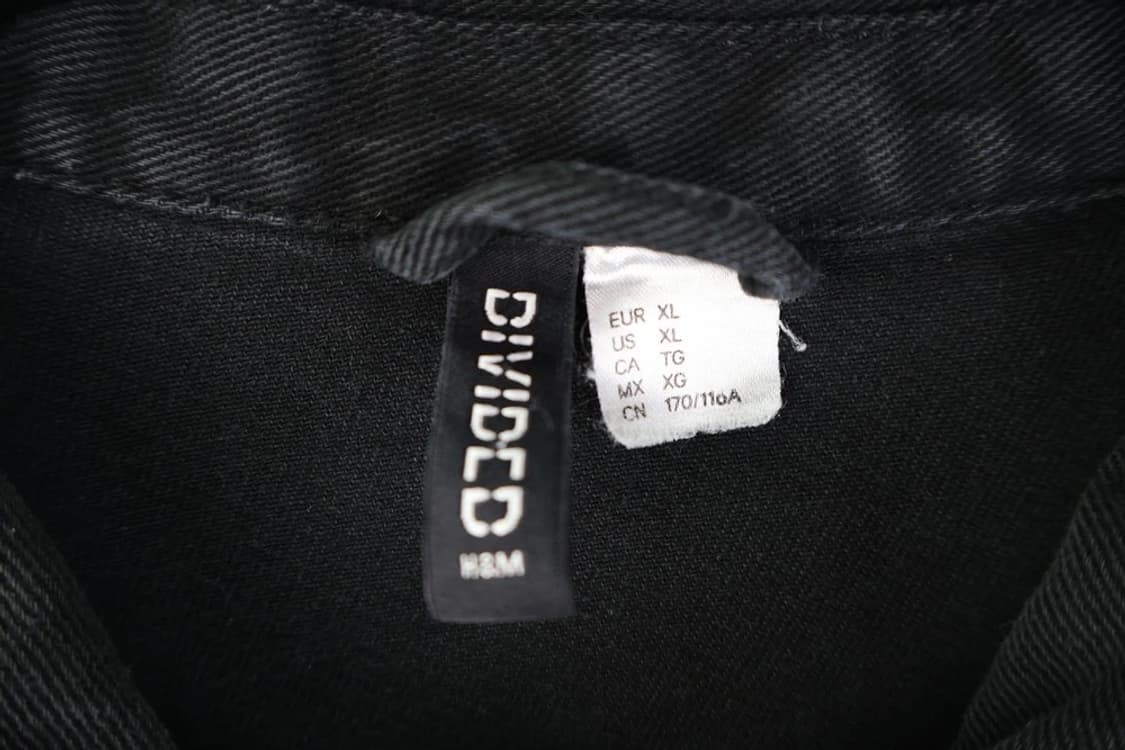 DIVIDED
H&M
EUR XL
US XL
CA TG
MX XG
CN 170/116A